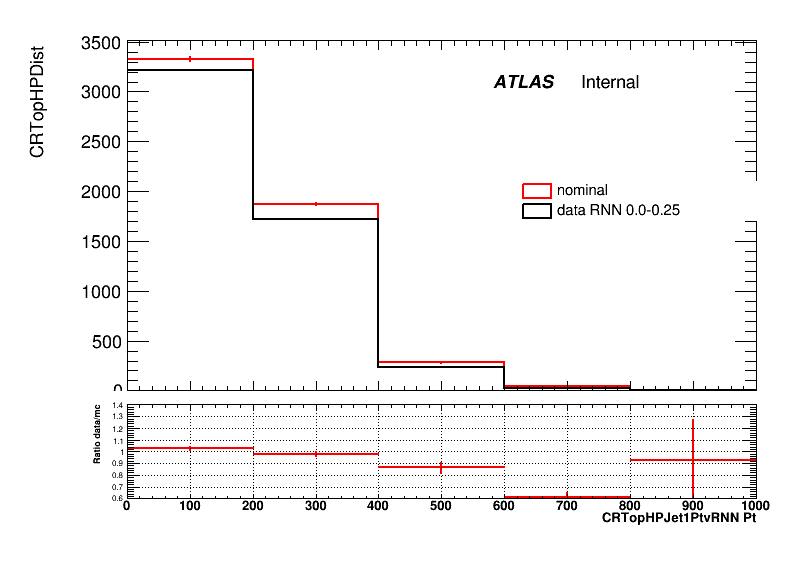 CRTopHPDist
3500
3000
2500
2000
1500
1000
500
0
ATLAS Internal
nominal
data RNN 0.0-0.25
Ratio data/mc
1.4
1.3
1.2
1.1
1
0.9
0.8
0.7
0.6
0 100 200 300 400 500 600 700 800 900 1000
CRTopHPJet1PtvRNN Pt